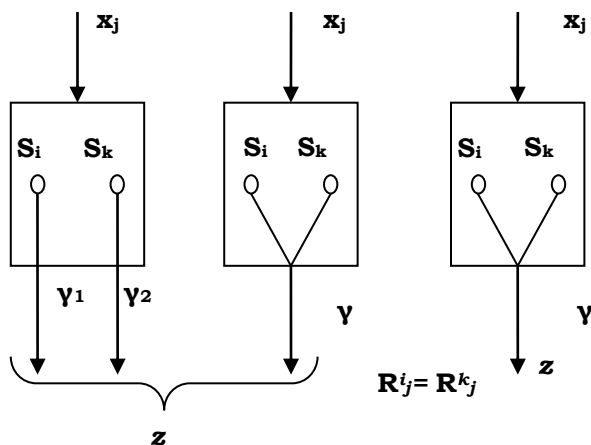 xj xj xj
Si Sk Si Sk Si Sk
γ1 γ2 γ γ
z
Rij = Rkj
z